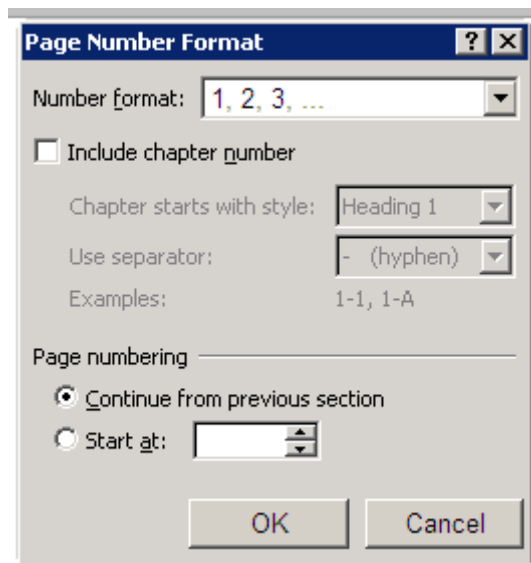 Page Number Format
Number format: 1, 2, 3, ...
Include chapter number
Chapter starts with style: Heading 1
Use separator: - (hyphen)
Examples: 1-1, 1-A
Page numbering
Continue from previous section
Start at:
OK Cancel